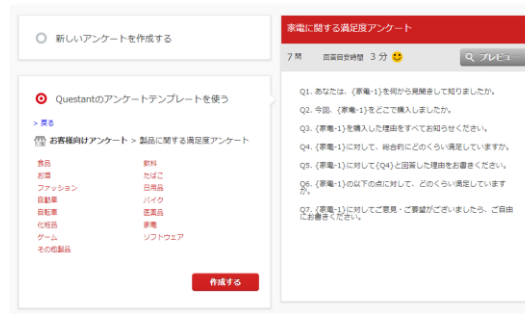 新しいアンケートを作成する
Questantのアンケートテンプレートを使う
> 戻る
お客様向けアンケート > 製品に関する満足度アンケート
食品 飲料
お酒 たばこ
ファッション 日用品
自動車 バイク
自転車 医薬品
化粧品 家電
ゲーム ソフトウェア
その他製品
作成する
家電に関する満足度アンケート
7問 回答目安時間 3分 プレビュー
Q1. あなたは、{家電-1}を何から見聞きして知りましたか。
Q2. 今回、{家電-1}をどこで購入しましたか。
Q3. {家電-1}を購入した理由をすべてお知らせください。
Q4. {家電-1}に対して、総合的にどのくらい満足していますか。
Q5. {家電-1}に対して{Q4}と回答した理由をお書きください。
Q6. {家電-1}の以下の点に対して、どのくらい満足しています
か。
Q7. {家電-1}に対してご意見・ご要望がございましたら、ご自由
にお書きください。